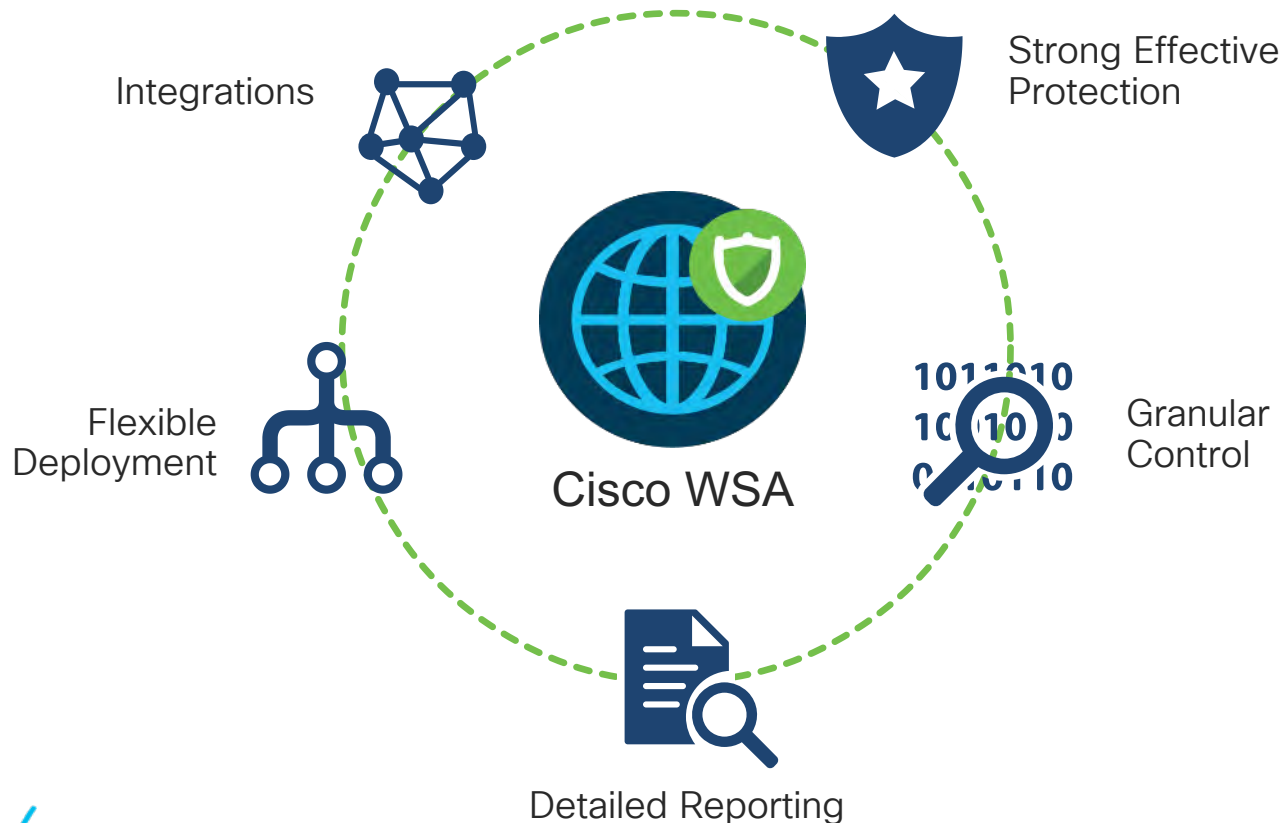 Integrations
Strong Effective
Protection
Flexible
Deployment
Cisco WSA
Granular
Control
Detailed Reporting